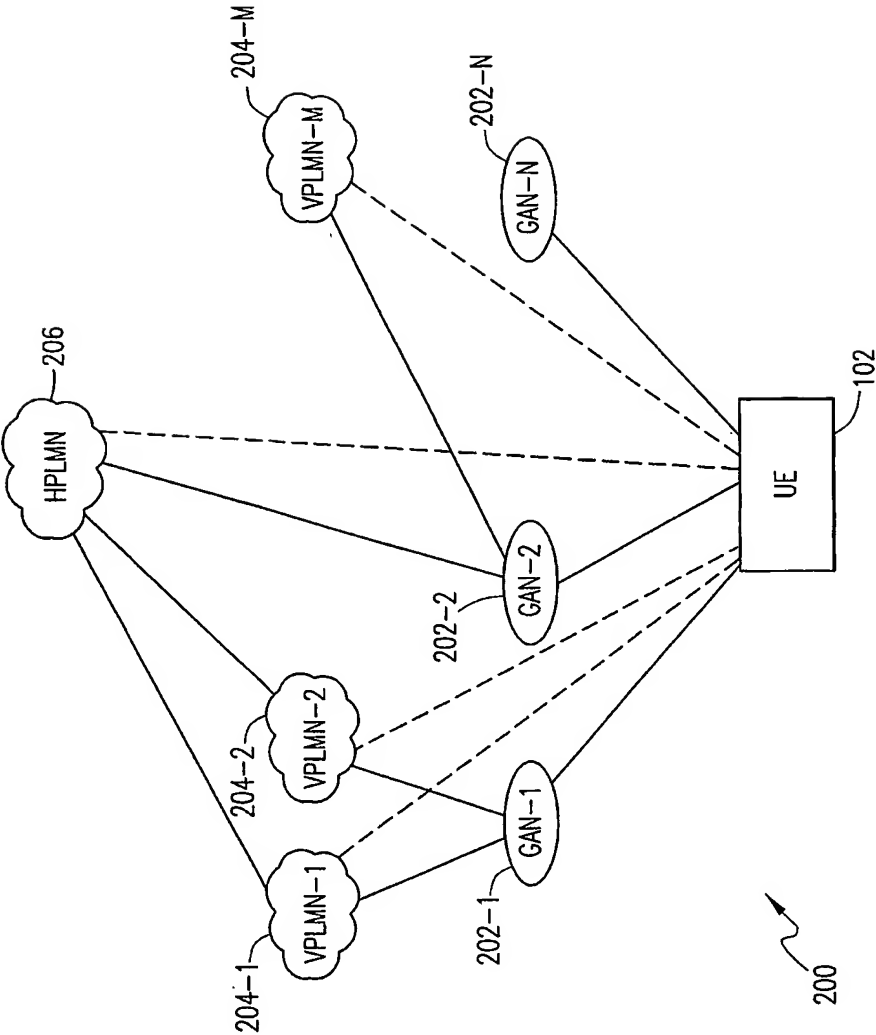 204-M
VPLMN-M
202-N
GAN-N
206
HPLMN
102
UE
202-2
GAN-2
204-2
VPLMN-2
204-1
VPLMN-1
202-1
GAN-1
200